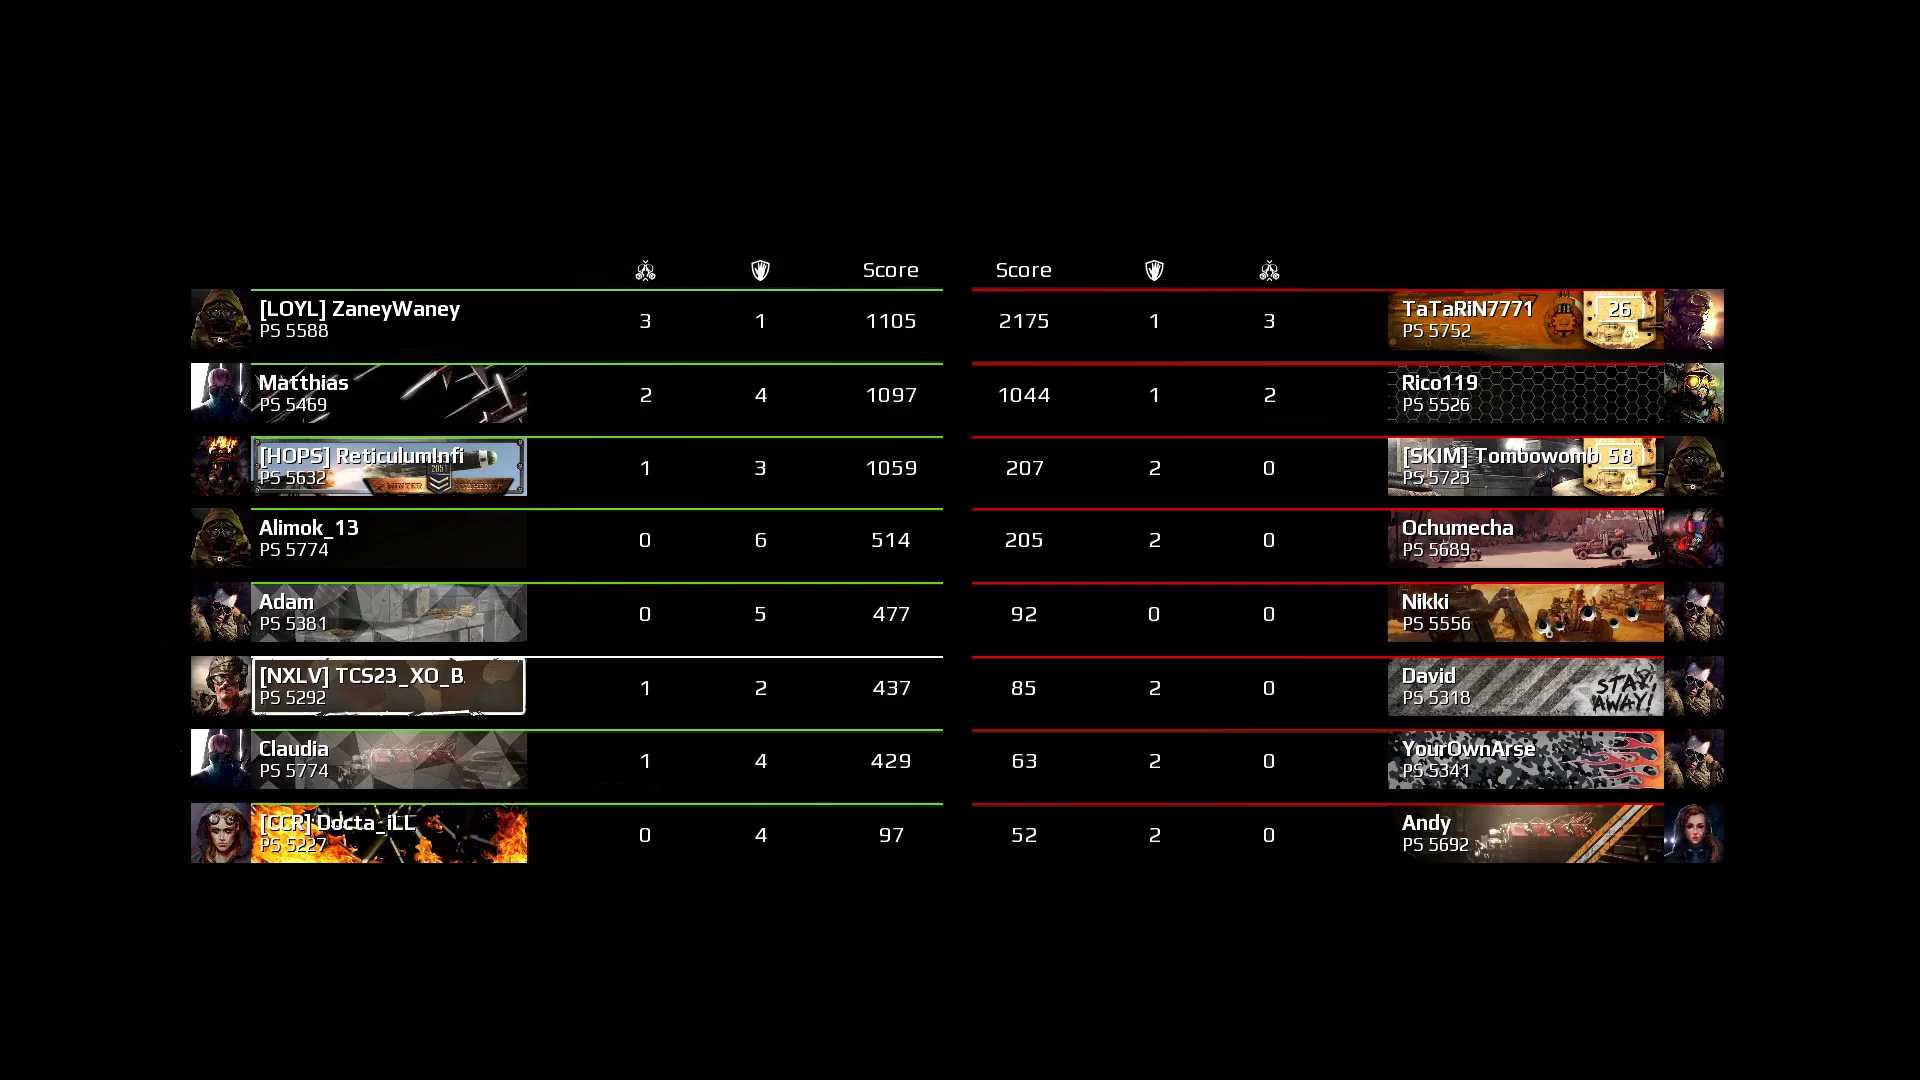 Score Score
[LOYL] ZaneyWaney
PS 5588
3 1 1105 2175 1 3
TaTaRiN7771 26
PS 5752
Matthias
PS 5469
2 4 1097 1044 1 2
Rico119
PS 5526
[HOPS] ReticulumInfi
PS 5632
2051
WINTER MAYHEM
1 3 1059 207 2 0
[SKIM] Tombowomb 58
PS 5723
Alimok_13
PS 5774
0 6 514 205 2 0
Ochumecha
PS 5689
Adam
PS 5381
0 5 477 92 0 0
Nikki
PS 5556
[NXLV] TCS23_XO_B
PS 5292
1 2 437 85 2 0
David
PS 5318
STAY
AWAY!
Claudia
PS 5774
1 4 429 63 2 0
YourOwnArse
PS 5341
[CCR] Docta_iLL
PS 5227
0 4 97 52 2 0
Andy
PS 5692